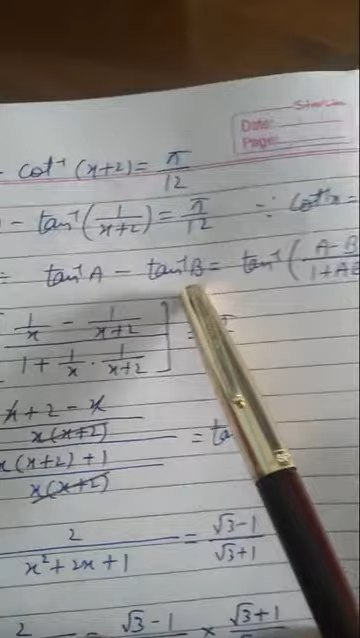 Date:
Page:
- cot⁻¹ (x+2) = π/12
- tan⁻¹ (1/(x+2)) = π/12 ∵ cot⁻¹x =
tan⁻¹A - tan⁻¹B = tan⁻¹ (A-B/1+AB
1/x - 1/(x+2)
1 + 1/x · 1/(x+2) ] =
x+2-x
x(x+2)
x(x+2)+1 = ta
x(x+2)
2/(x²+2x+1) = √3-1/√3+1
2 = √3-1 × √3+1